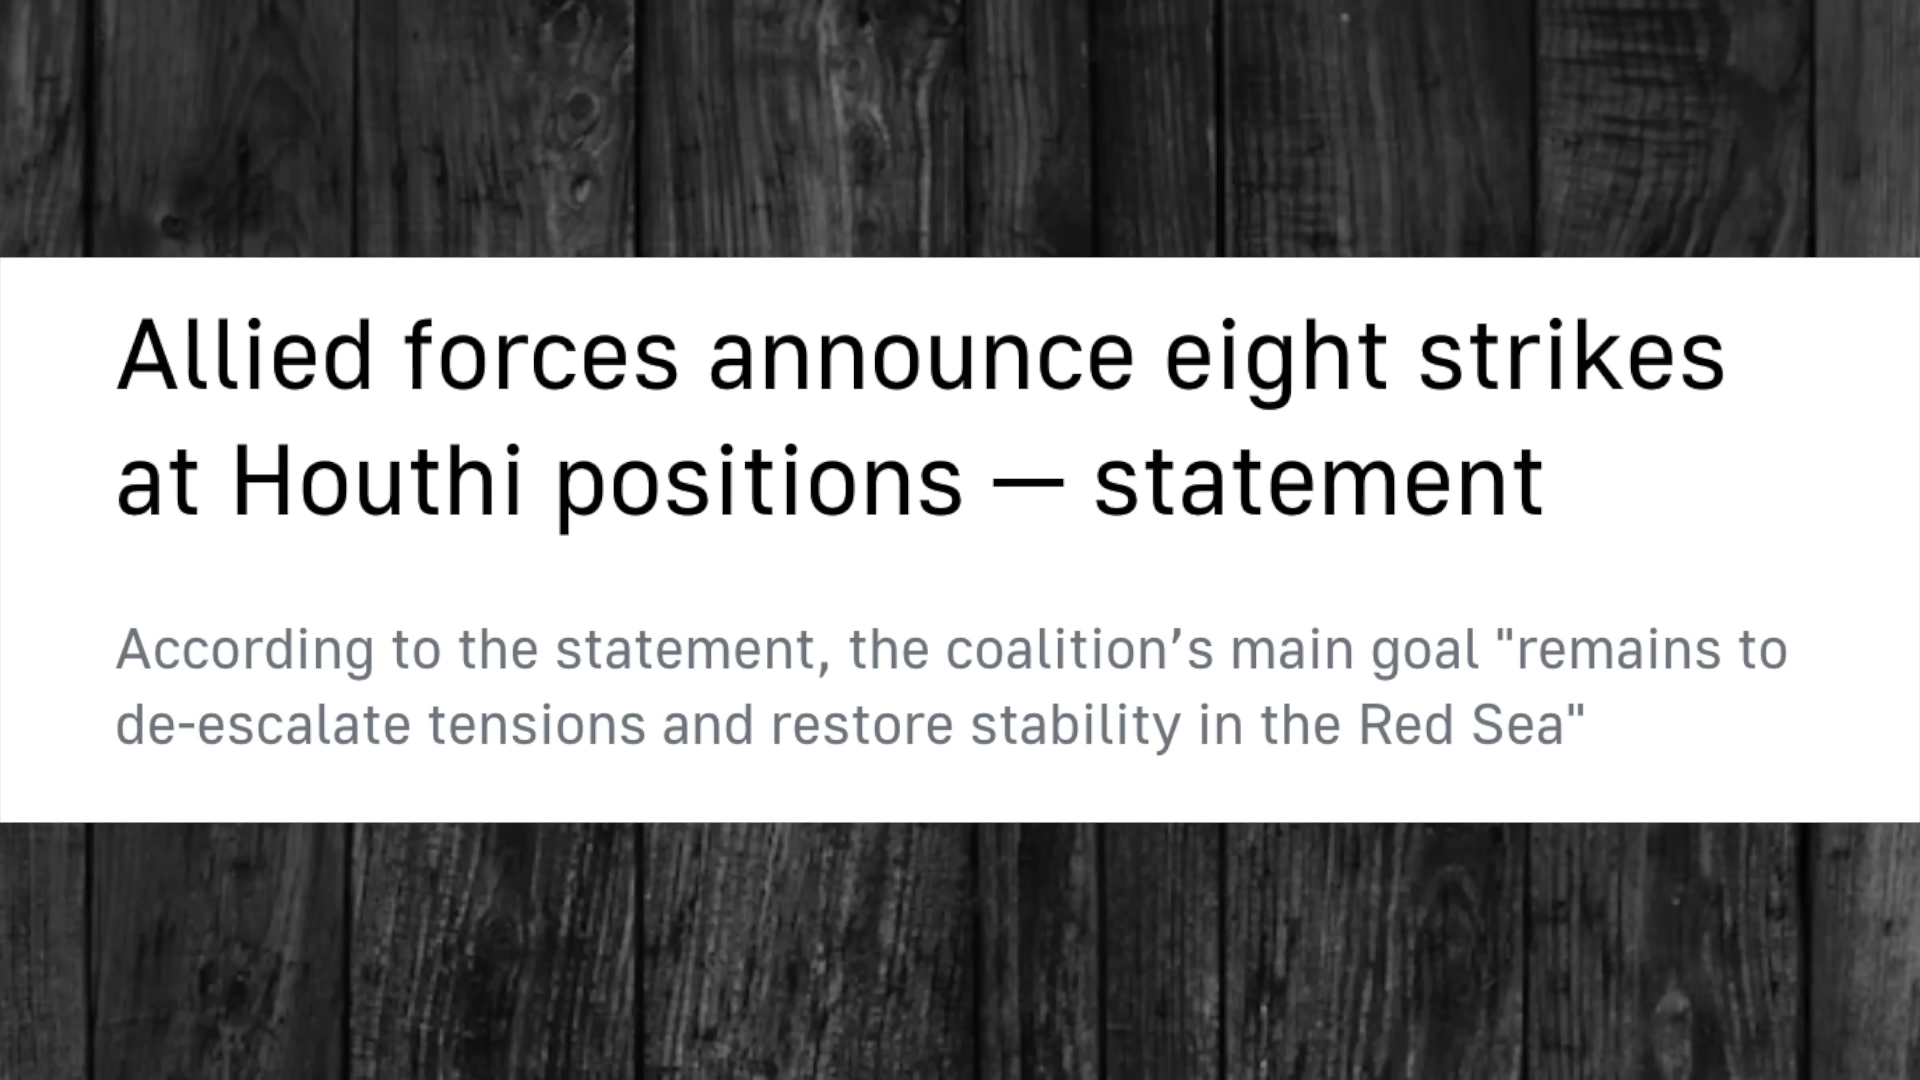 Allied forces announce eight strikes
at Houthi positions — statement
According to the statement, the coalition’s main goal "remains to
de-escalate tensions and restore stability in the Red Sea"